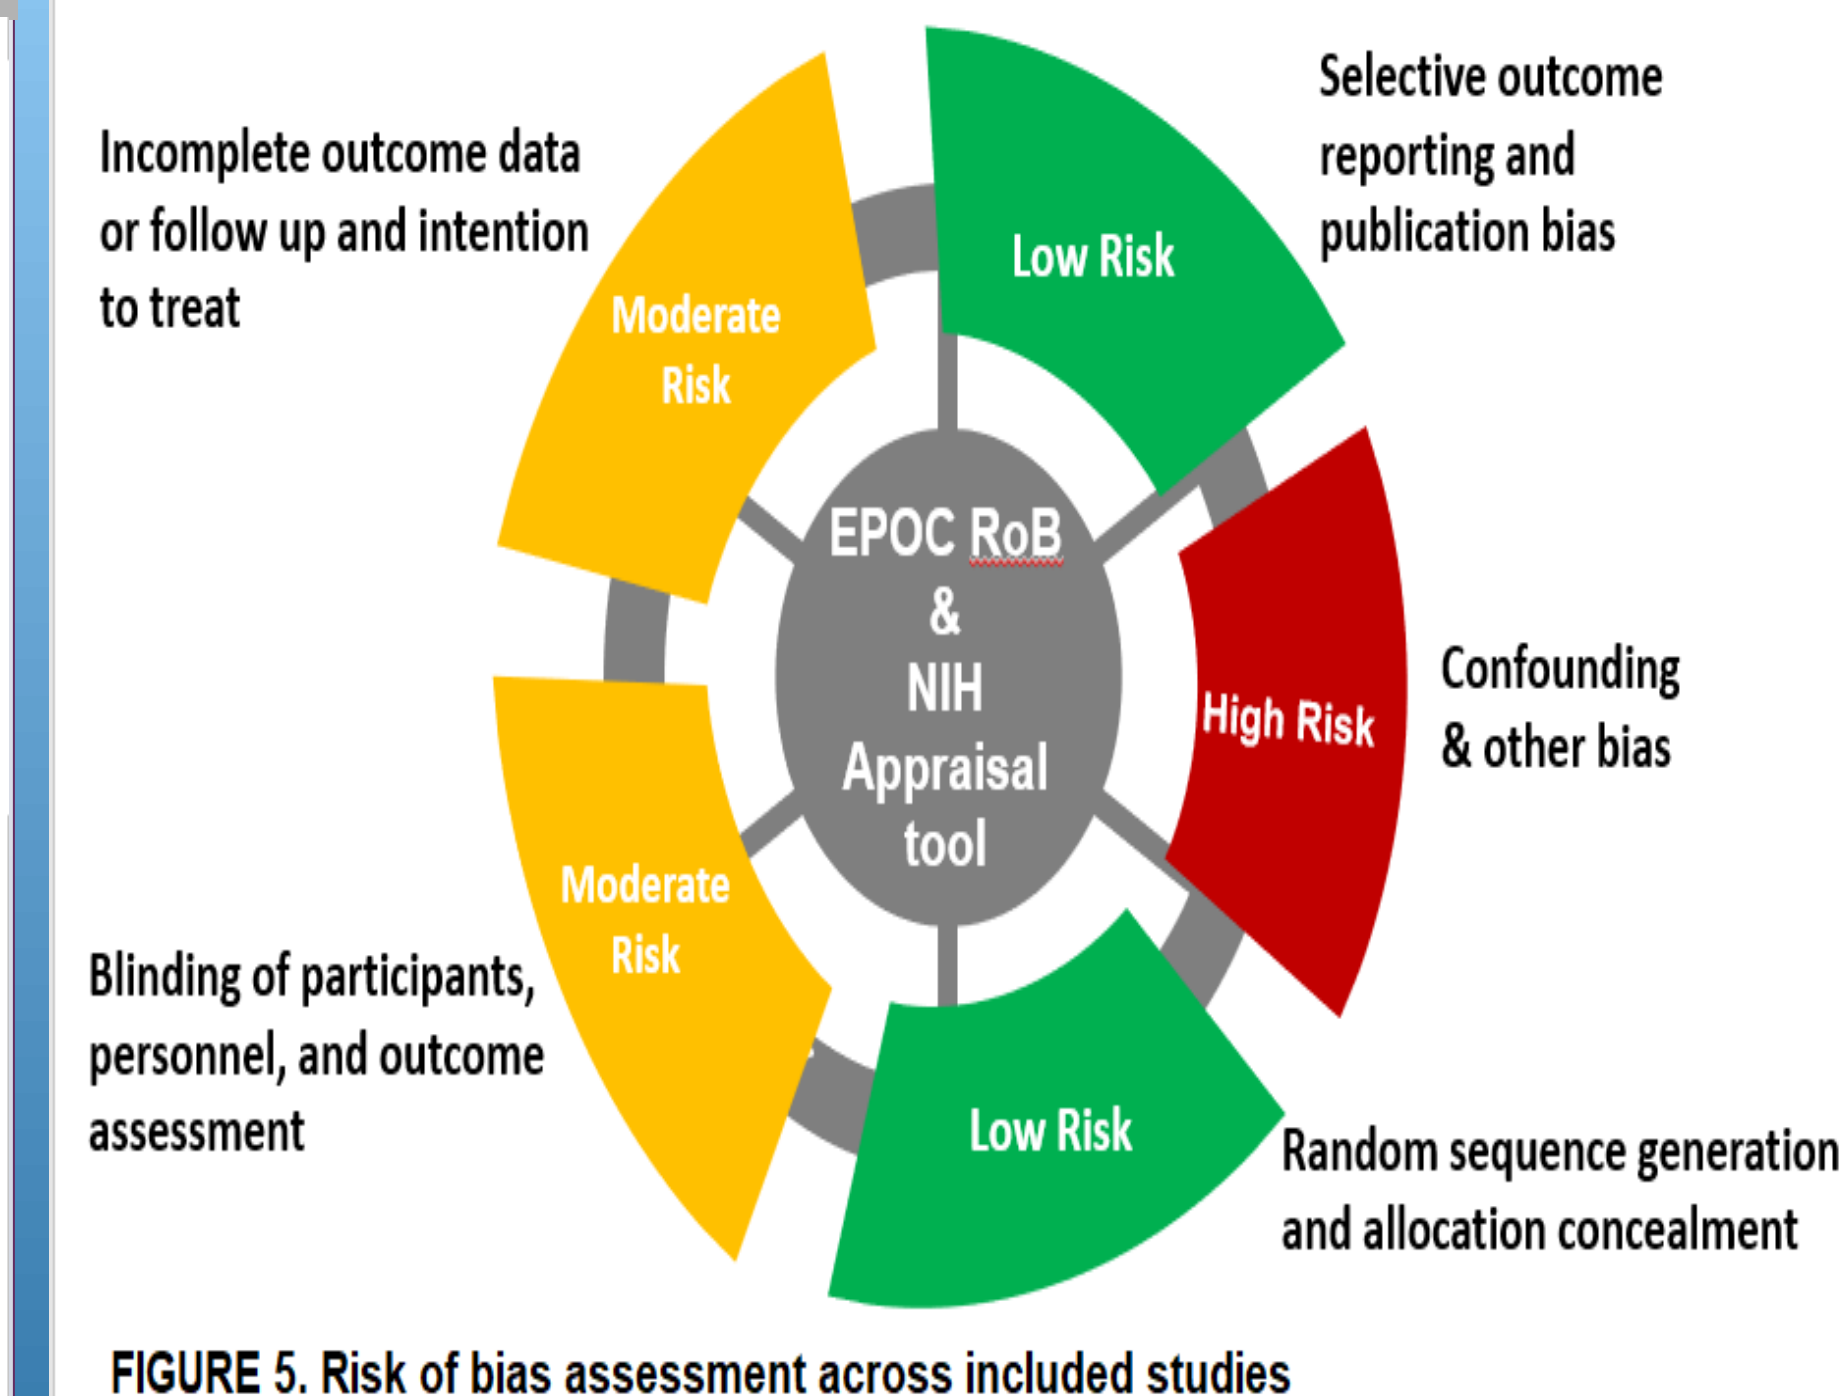 Incomplete outcome data
or follow up and intention
to treat
Moderate
Risk
Low Risk
Selective outcome
reporting and
publication bias
EPOC RoB
&
NIH
Appraisal
tool
High Risk
Confounding
& other bias
Moderate
Risk
Blinding of participants,
personnel, and outcome
assessment
Low Risk
Random sequence generation
and allocation concealment
FIGURE 5. Risk of bias assessment across included studies